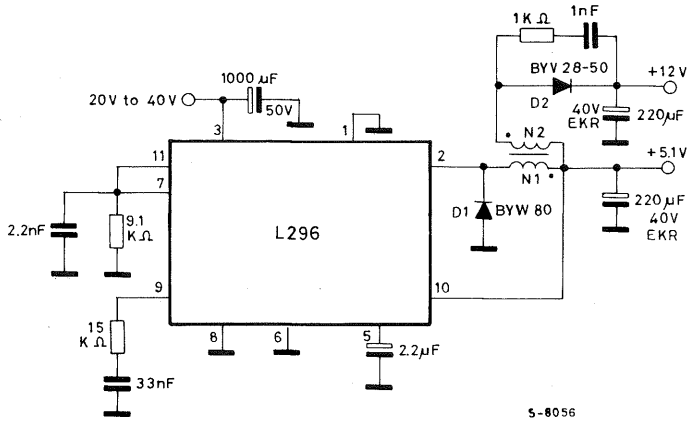 1KΩ
1nF
BYV 28-50
+12V
D2
1000 µF
50V
20V to 40V
40V
EKR
220µF
3
1
N2
+5.1V
11
2
7
N1
D1
BYW 80
220µF
40V
EKR
2.2nF
9.1
KΩ
L296
9
10
15
KΩ
8
6
5
2.2µF
33nF
S-8056